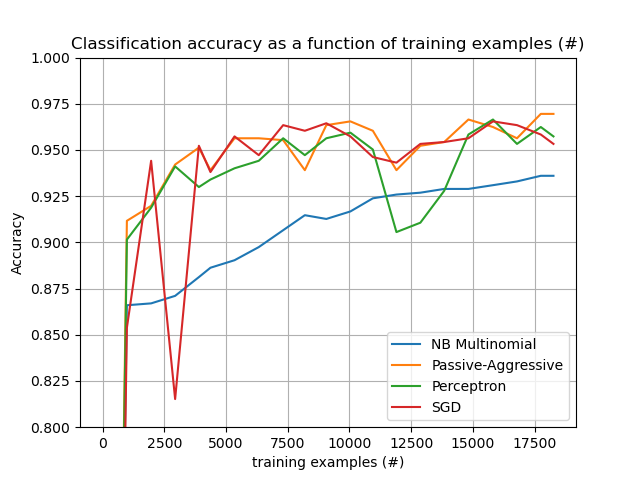 Classification accuracy as a function of training examples (#)
1.000
0.975
0.950
0.925
0.900
0.875
0.850
0.825
0.800
Accuracy
NB Multinomial
Passive-Aggressive
Perceptron
SGD
0 2500 5000 7500 10000 12500 15000 17500
training examples (#)